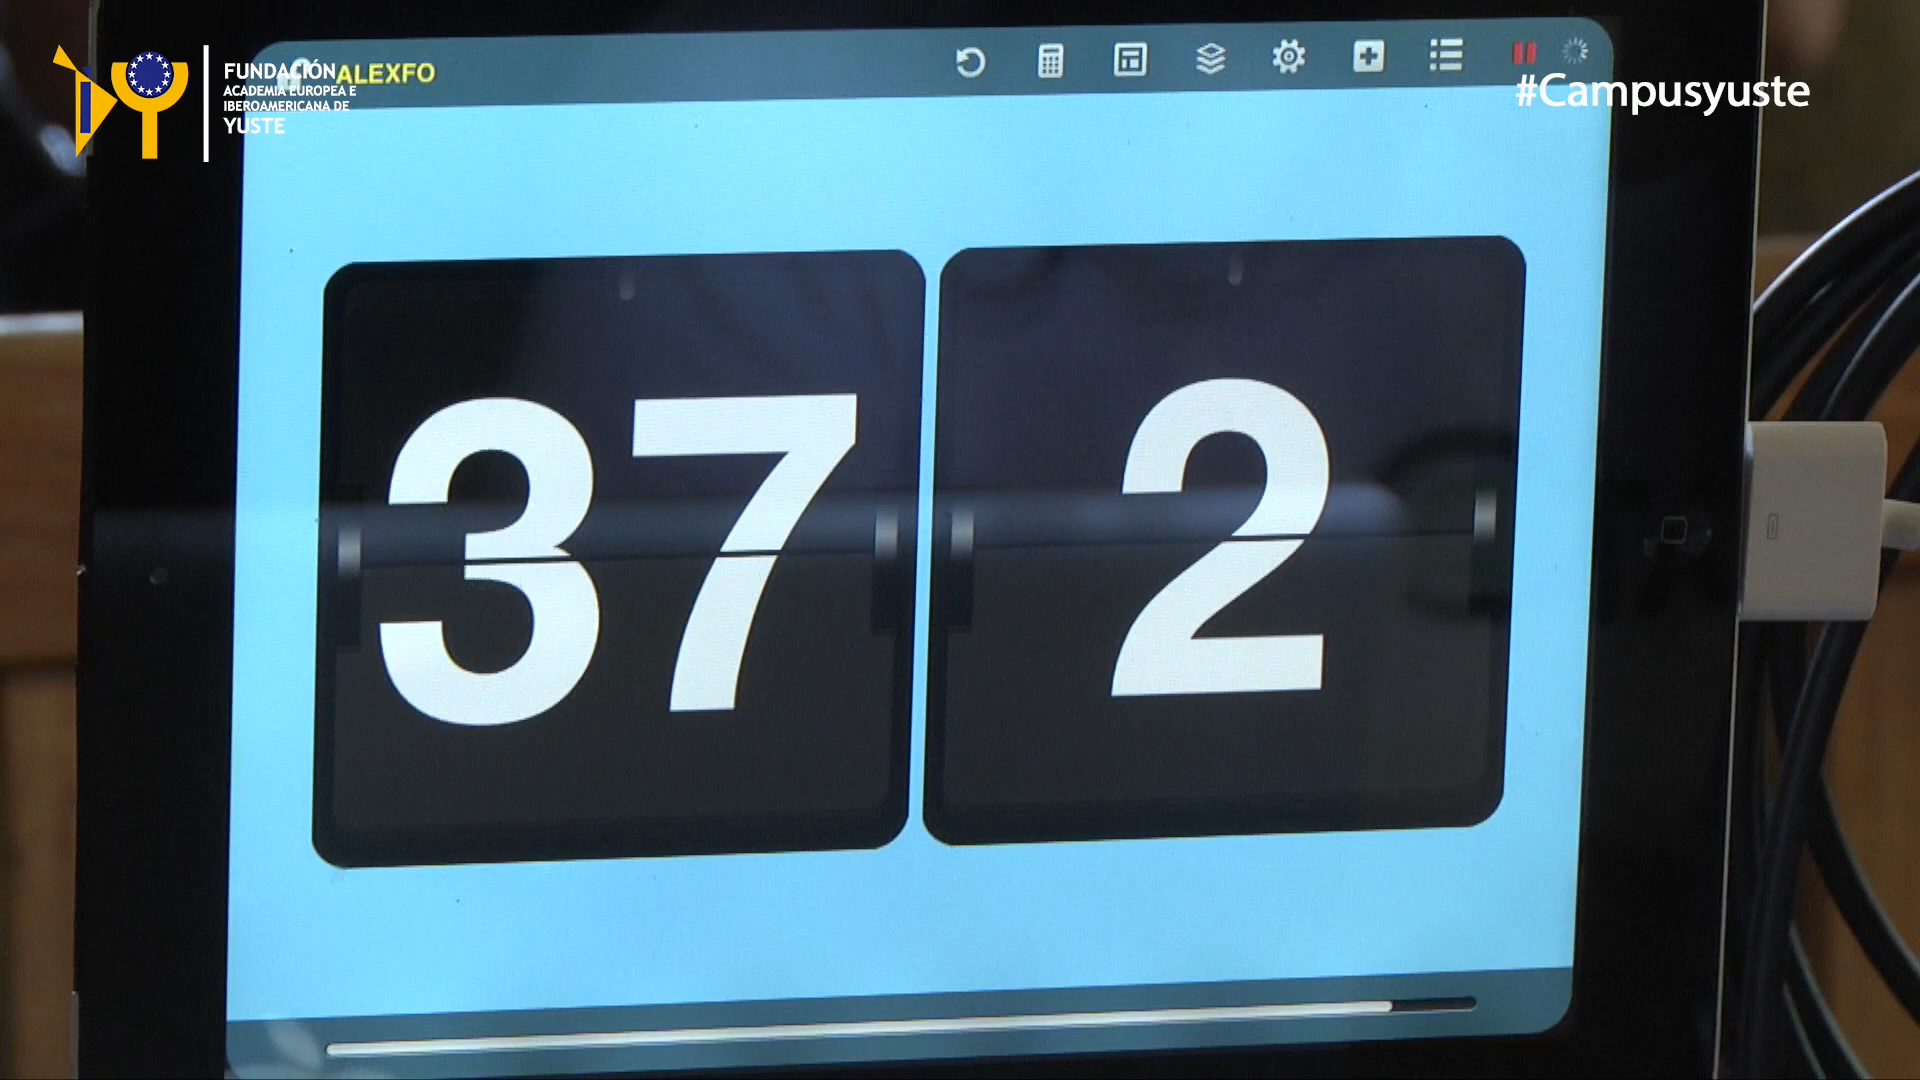 FUNDACIÓN
ACADEMIA EUROPEA E
IBEROAMERICANA DE
YUSTE
ALEXFO
#Campusyuste
37 2